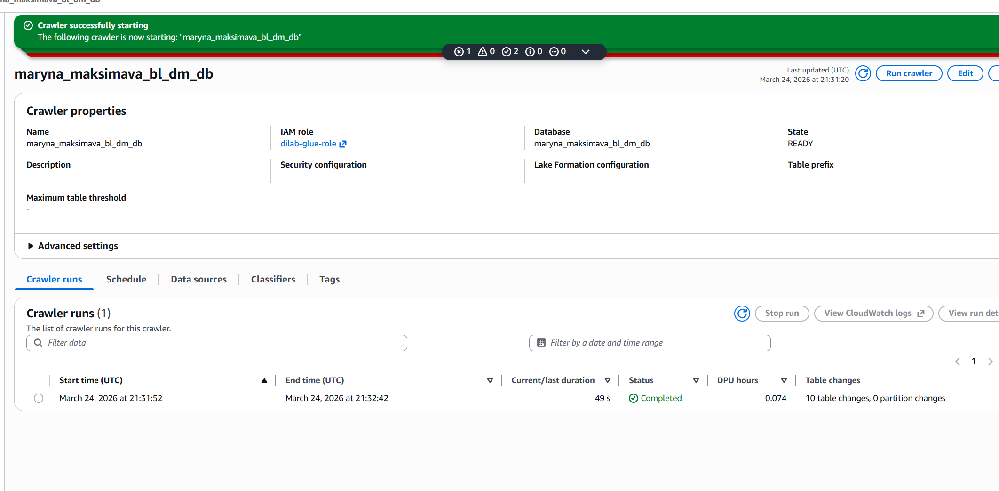 na_maksimava_bl_dm_db
Crawler successfully starting
The following crawler is now starting: "maryna_maksimava_bl_dm_db"
1 0 2 0 0
maryna_maksimava_bl_dm_db
Last updated (UTC)
March 24, 2026 at 21:31:20
Run crawler
Edit
Crawler properties
Name
maryna_maksimava_bl_dm_db
IAM role
dilab-glue-role
Database
maryna_maksimava_bl_dm_db
State
READY
Description
-
Security configuration
-
Lake Formation configuration
-
Table prefix
-
Maximum table threshold
-
Advanced settings
Crawler runs
Schedule
Data sources
Classifiers
Tags
Crawler runs (1)
The list of crawler runs for this crawler.
Stop run
View CloudWatch logs
View run deta
Filter data
Filter by a date and time range
1
Start time (UTC) End time (UTC) Current/last duration Status DPU hours Table changes
March 24, 2026 at 21:31:52 March 24, 2026 at 21:32:42 49 s Completed 0.074 10 table changes, 0 partition changes